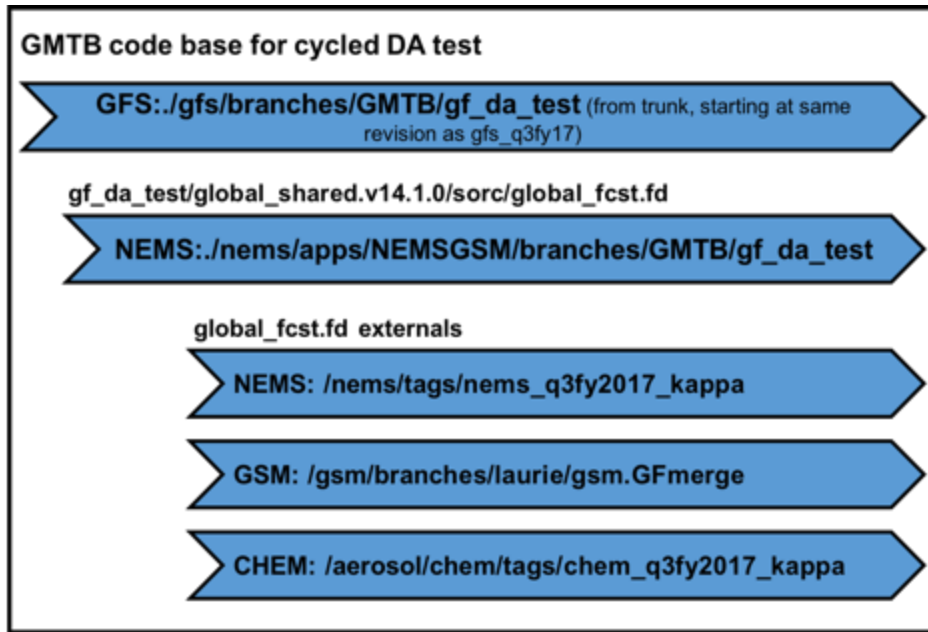 GMTB code base for cycled DA test
GFS:./gfs/branches/GMTB/gf_da_test (from trunk, starting at same
revision as gfs_q3fy17)
gf_da_test/global_shared.v14.1.0/sorc/global_fcst.fd
NEMS:./nems/apps/NEMSGSM/branches/GMTB/gf_da_test
global_fcst.fd externals
NEMS: /nems/tags/nems_q3fy2017_kappa
GSM: /gsm/branches/laurie/gsm.GFmerge
CHEM: /aerosol/chem/tags/chem_q3fy2017_kappa